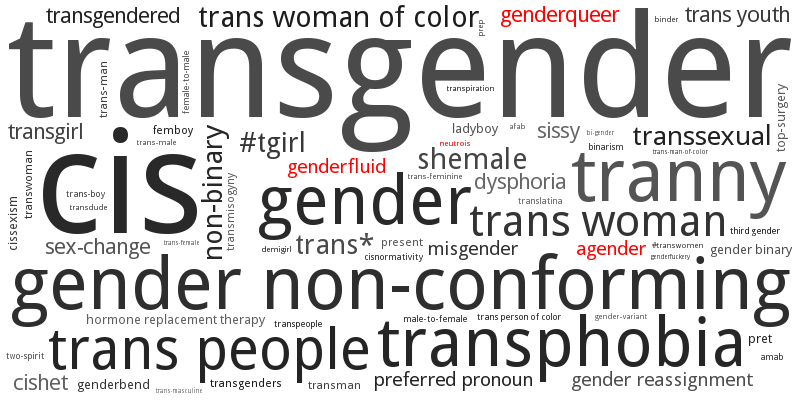 transgendered
trans woman of color
genderqueer
trans youth
prep
binder
transgender
trans-man
female-to-male
transpiration
top-surgery
transgirl
femboy
trans-male
#tgirl
ladyboy
afab
sissy
bi-gender
binarism
transsexual
trans-man-of-color
neutrois
cis
non-binary
transmisogyny
genderfluid
shemale
trans-feminine
dysphoria
tranny
cissexism
transwoman
trans-boy
transdude
gender
translatina
trans woman
third gender
sex-change
trans-female
demigirl
trans*
present
cisnormativity
misgender
agender
#transwomen
genderfuckery
gender binary
gender non-conforming
hormone replacement therapy
transpeople
male-to-female
trans person of color
gender-variant
two-spirit
trans people
transphobia
pret
amab
cishet
genderbend
trans-masculine
transgenders
transman
preferred pronoun
gender reassignment